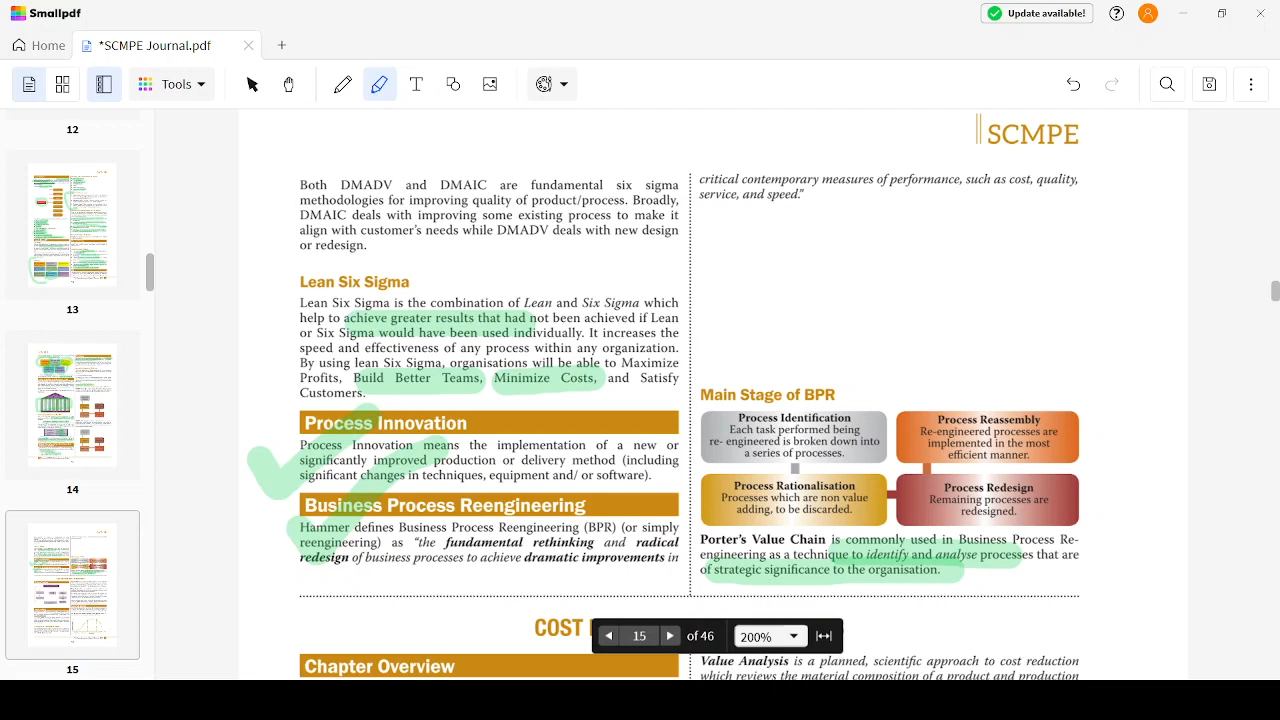 Smallpdf
Update available!
Home
*SCMPE Journal.pdf
Tools
12
13
14
15
SCMPE
Both DMADV and DMAIC are fundamental six sigma
methodologies for improving quality of product/process. Broadly,
DMAIC deals with improving some existing process to make it
align with customer's needs while DMADV deals with new design
or redesign.
Lean Six Sigma
Lean Six Sigma is the combination of Lean and Six Sigma which
help to achieve greater results that had not been achieved if Lean
or Six Sigma would have been used individually. It increases the
speed and effectiveness of any process within any organization.
By using lean Six Sigma, organisations will be able to Maximize
Profits, Build Better Teams, Minimize Costs, and Satisfy
Customers.
Process Innovation
Process Innovation means the implementation of a new or
significantly improved production or delivery method (including
significant changes in techniques, equipment and/ or software).
Business Process Reengineering
Hammer defines Business Process Reengineering (BPR) (or simply
reengineering) as "the fundamental rethinking and radical
redesign of business processes to achieve dramatic improvements in
critical contemporary measures of performance, such as cost, quality,
service, and speed."
Main Stage of BPR
Process Identification
Each task performed being
re- engineered is broken down into
a series of processes.
Process Reassembly
Re-engineered processes are
implemented in the most
efficient manner.
Process Rationalisation
Processes which are non value
adding, to be discarded.
Process Redesign
Remaining processes are
redesigned.
Porter's Value Chain is commonly used in Business Process Re-
engineering as a technique to identify and analyse processes that are
of strategic significance to the organisation.
COST
15 of 46
200%
Chapter Overview
Value Analysis is a planned, scientific approach to cost reduction
which reviews the material composition of a product and production